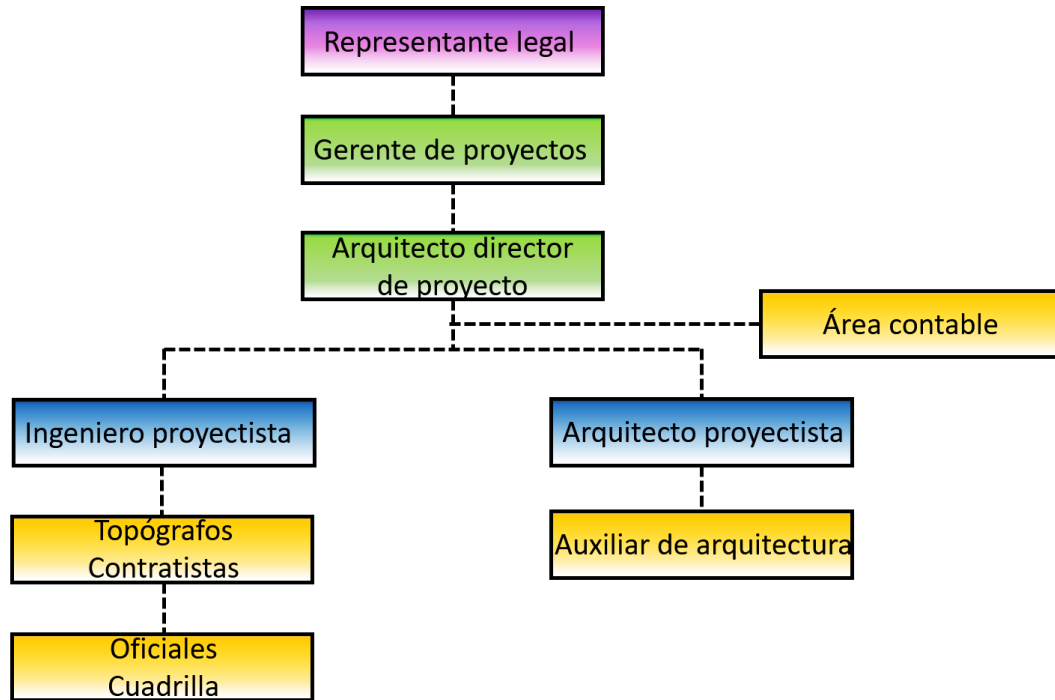 Representante legal
Gerente de proyectos
Arquitecto director
de proyecto
Área contable
Ingeniero proyectista
Arquitecto proyectista
Topógrafos
Contratistas
Auxiliar de arquitectura
Oficiales
Cuadrilla